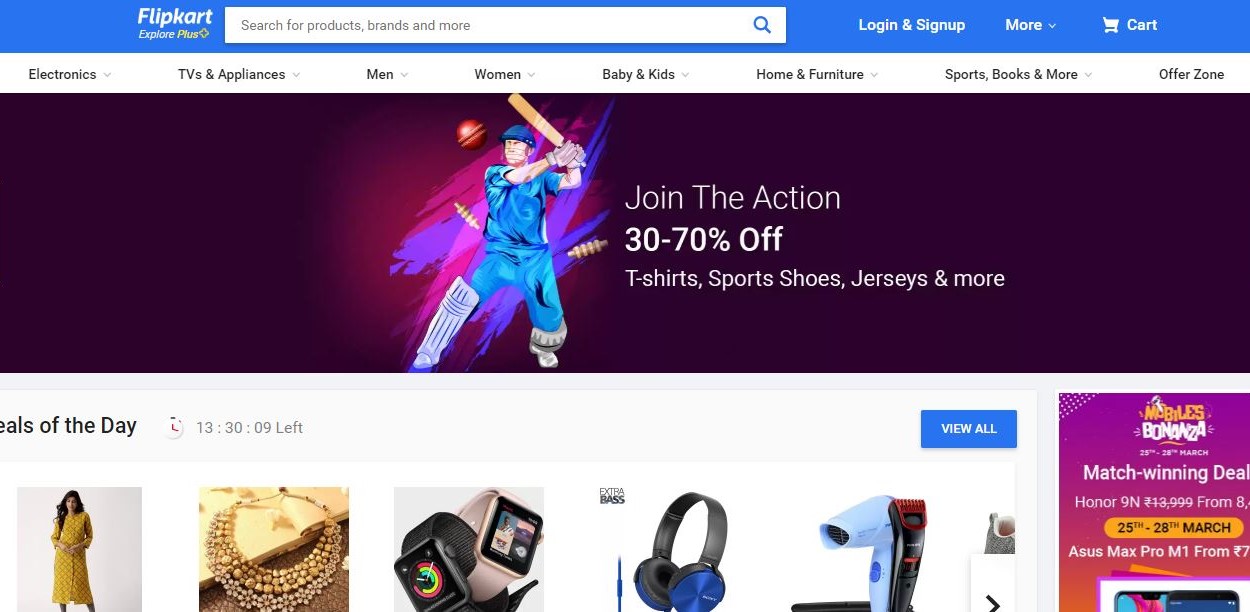 Flipkart
Explore Plus
Search for products, brands and more
Login & Signup
More
Cart
Electronics
TVs & Appliances
Men
Women
Baby & Kids
Home & Furniture
Sports, Books & More
Offer Zone
Join The Action
30-70% Off
T-shirts, Sports Shoes, Jerseys & more
eals of the Day
13 : 30 : 09 Left
VIEW ALL
EXTRA
BASS
SONY
MOBILES
BONANZA
25TH - 28TH MARCH
Match-winning Deal
Honor 9N ₹13,999 From 8,
25TH - 28TH MARCH
Asus Max Pro M1 From ₹7